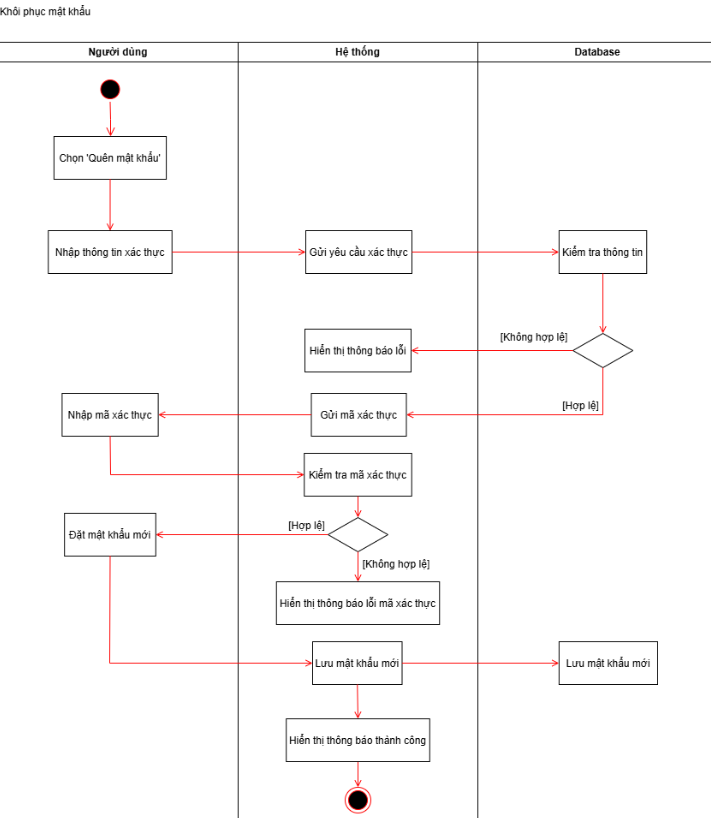 Khôi phục mật khẩu
Người dùng
Hệ thống
Database
Chọn 'Quên mật khẩu'
Nhập thông tin xác thực
Gửi yêu cầu xác thực
Kiểm tra thông tin
[Không hợp lệ]
Hiển thị thông báo lỗi
[Hợp lệ]
Nhập mã xác thực
Gửi mã xác thực
Kiểm tra mã xác thực
[Hợp lệ]
Đặt mật khẩu mới
[Không hợp lệ]
Hiển thị thông báo lỗi mã xác thực
Lưu mật khẩu mới
Lưu mật khẩu mới
Hiển thị thông báo thành công